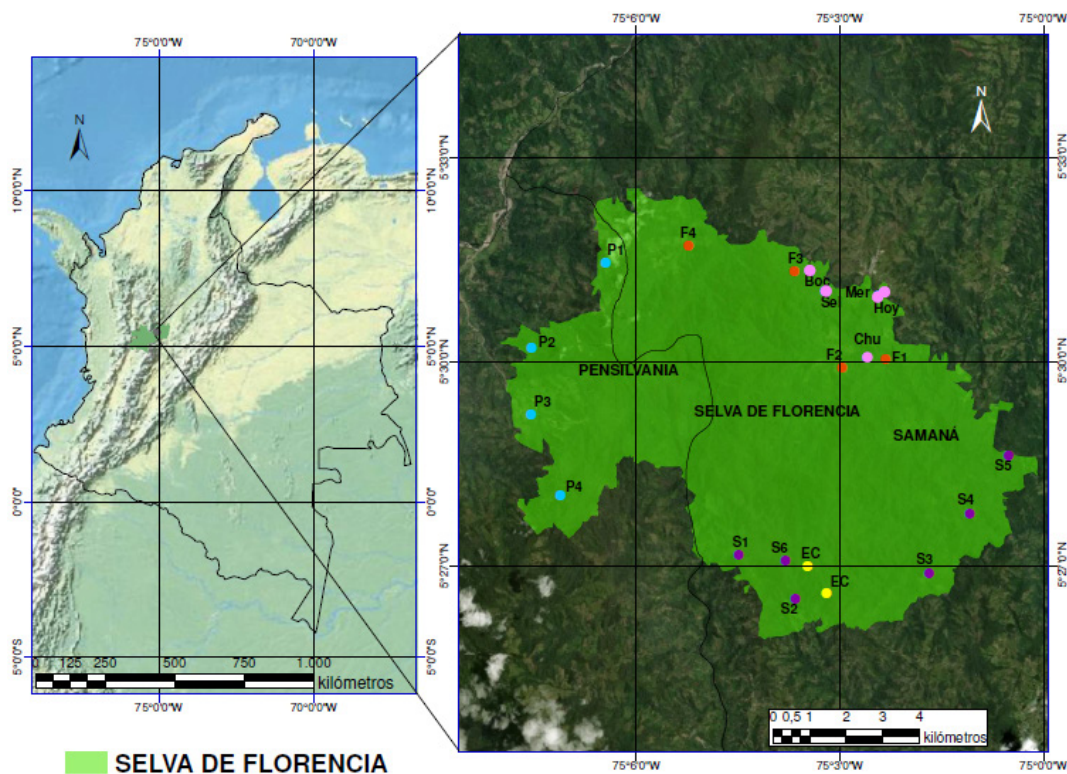 75°0'0"W
70°0'0"W
N
10°0'0"N
5°0'0"N
0°0'0"
5°0'0"S
10°0'0"N
5°0'0"N
0°0'0"
5°0'0"S
0 125 250 500 750 1.000
kilómetros
75°0'0"W
70°0'0"W
SELVA DE FLORENCIA
75°6'0"W
75°3'0"W
75°0'0"W
N
5°33'0"N
5°30'0"N
5°27'0"N
5°33'0"N
5°30'0"N
5°27'0"N
P1
F4
F3
Boc
Se
Mer
Hoy
P2
Chu
F2
F1
PENSILVANIA
P3
SELVA DE FLORENCIA
SAMANÁ
S5
P4
S4
S1
S6
EC
S3
EC
S2
0 0,5 1 2 3 4
kilómetros
75°6'0"W
75°3'0"W
75°0'0"W